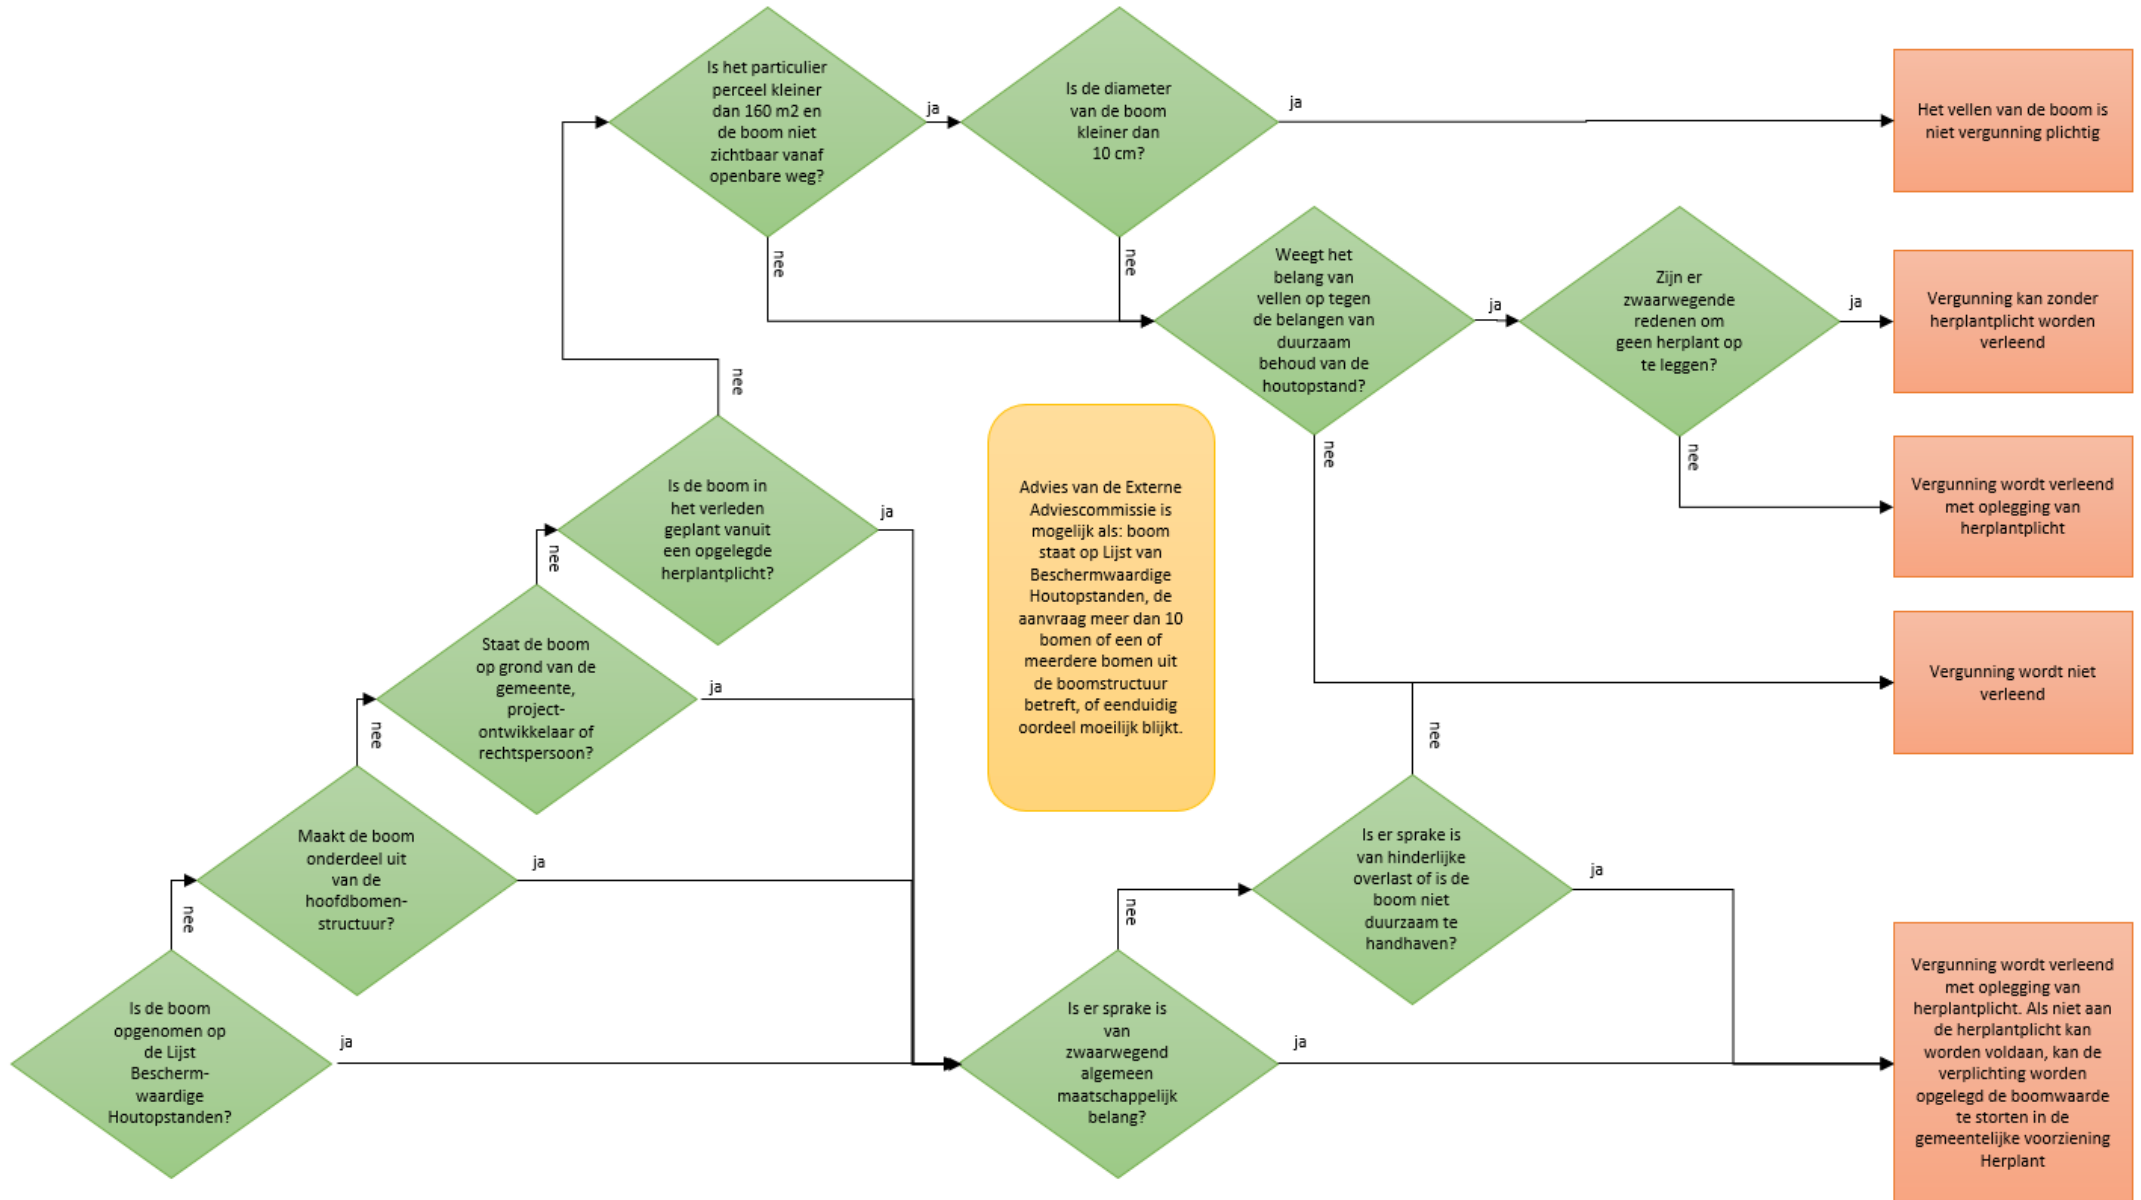 Is het particulier
perceel kleiner
dan 160 m2 en
de boom niet
zichtbaar vanaf
openbare weg?
ja
nee
Is de diameter
van de boom
kleiner dan
10 cm?
ja
nee
Het vellen van de boom is
niet vergunning plichtig
Weegt het
belang van
vellen op tegen
de belangen van
duurzaam
behoud van de
houtopstand?
ja
nee
Zijn er
zwaarwegende
redenen om
geen herplant op
te leggen?
ja
nee
Vergunning kan zonder
herplantplicht worden
verleend
Vergunning wordt verleend
met oplegging van
herplantplicht
nee
Is de boom in
het verleden
geplant vanuit
een opgelegde
herplantplicht?
ja
nee
Advies van de Externe
Adviescommissie is
mogelijk als: boom
staat op Lijst van
Beschermwaardige
Houtopstanden, de
aanvraag meer dan 10
bomen of een of
meerdere bomen uit
de boomstructuur
betreft, of eenduidig
oordeel moeilijk blijkt.
Staat de boom
op grond van de
gemeente,
project-
ontwikkelaar of
rechtspersoon?
ja
nee
Vergunning wordt niet
verleend
nee
Maakt de boom
onderdeel uit
van de
hoofdbomen-
structuur?
ja
nee
Is er sprake is
van hinderlijke
overlast of is de
boom niet
duurzaam te
handhaven?
ja
nee
Is de boom
opgenomen op
de Lijst
Bescherm-
waardige
Houtopstanden?
ja
Is er sprake is
van
zwaarwegend
algemeen
maatschappelijk
belang?
ja
Vergunning wordt verleend
met oplegging van
herplantplicht. Als niet aan
de herplantplicht kan
worden voldaan, kan de
verplichting worden
opgelegd de boomwaarde
te storten in de
gemeentelijke voorziening
Herplant